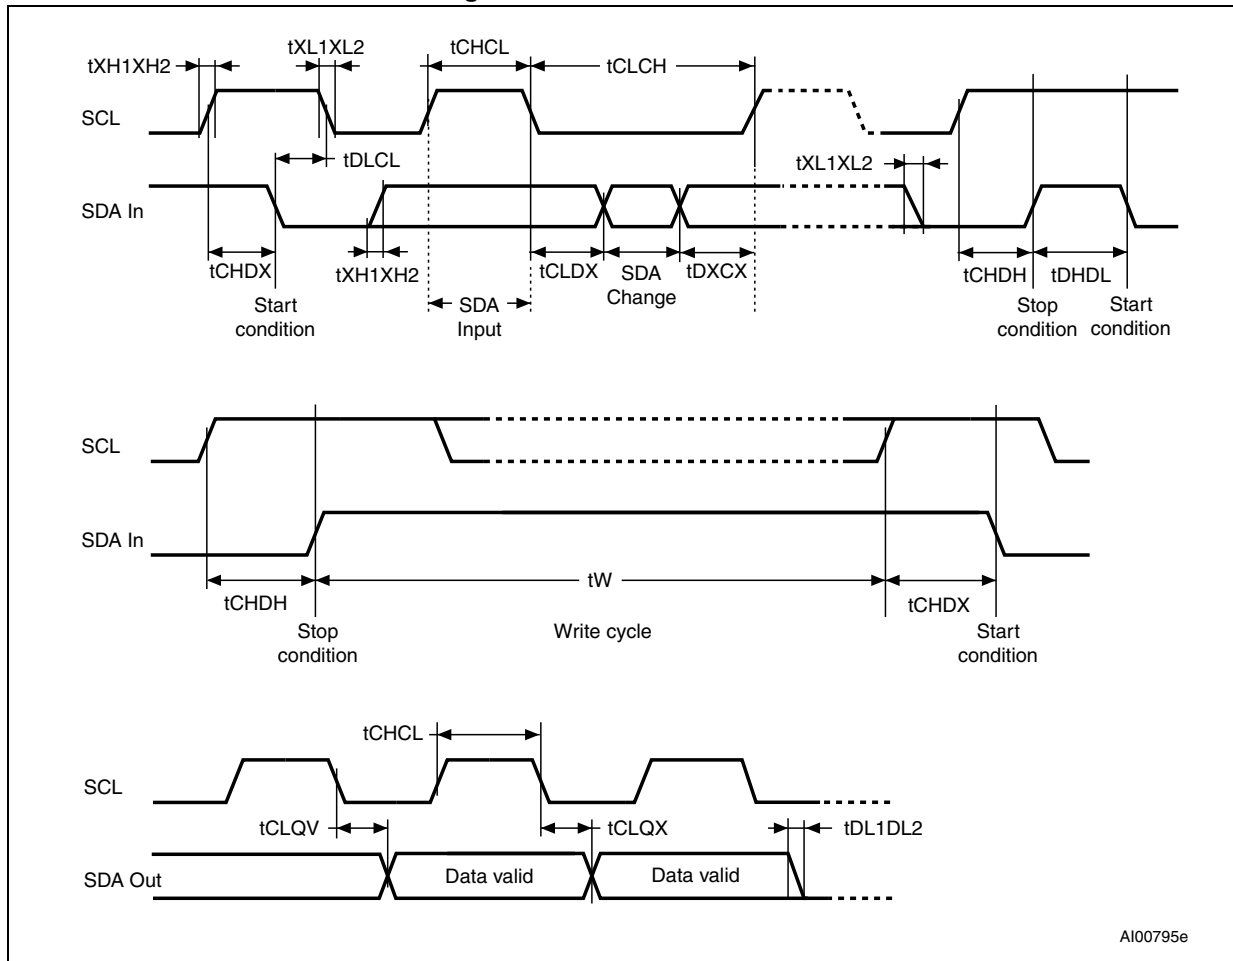 tXL1XL2
tCHCL
tXH1XH2
tCLCH
SCL
tDLCL
tXL1XL2
SDA In
tCHDX
tXH1XH2
tCLDX
SDA
Change
tDXCX
tCHDH
tDHDL
Start
condition
SDA
Input
Stop
condition
Start
condition
SCL
SDA In
tW
tCHDH
tCHDX
Stop
condition
Write cycle
Start
condition
tCHCL
SCL
tCLQV
tCLQX
tDL1DL2
SDA Out
Data valid
Data valid
AI00795e